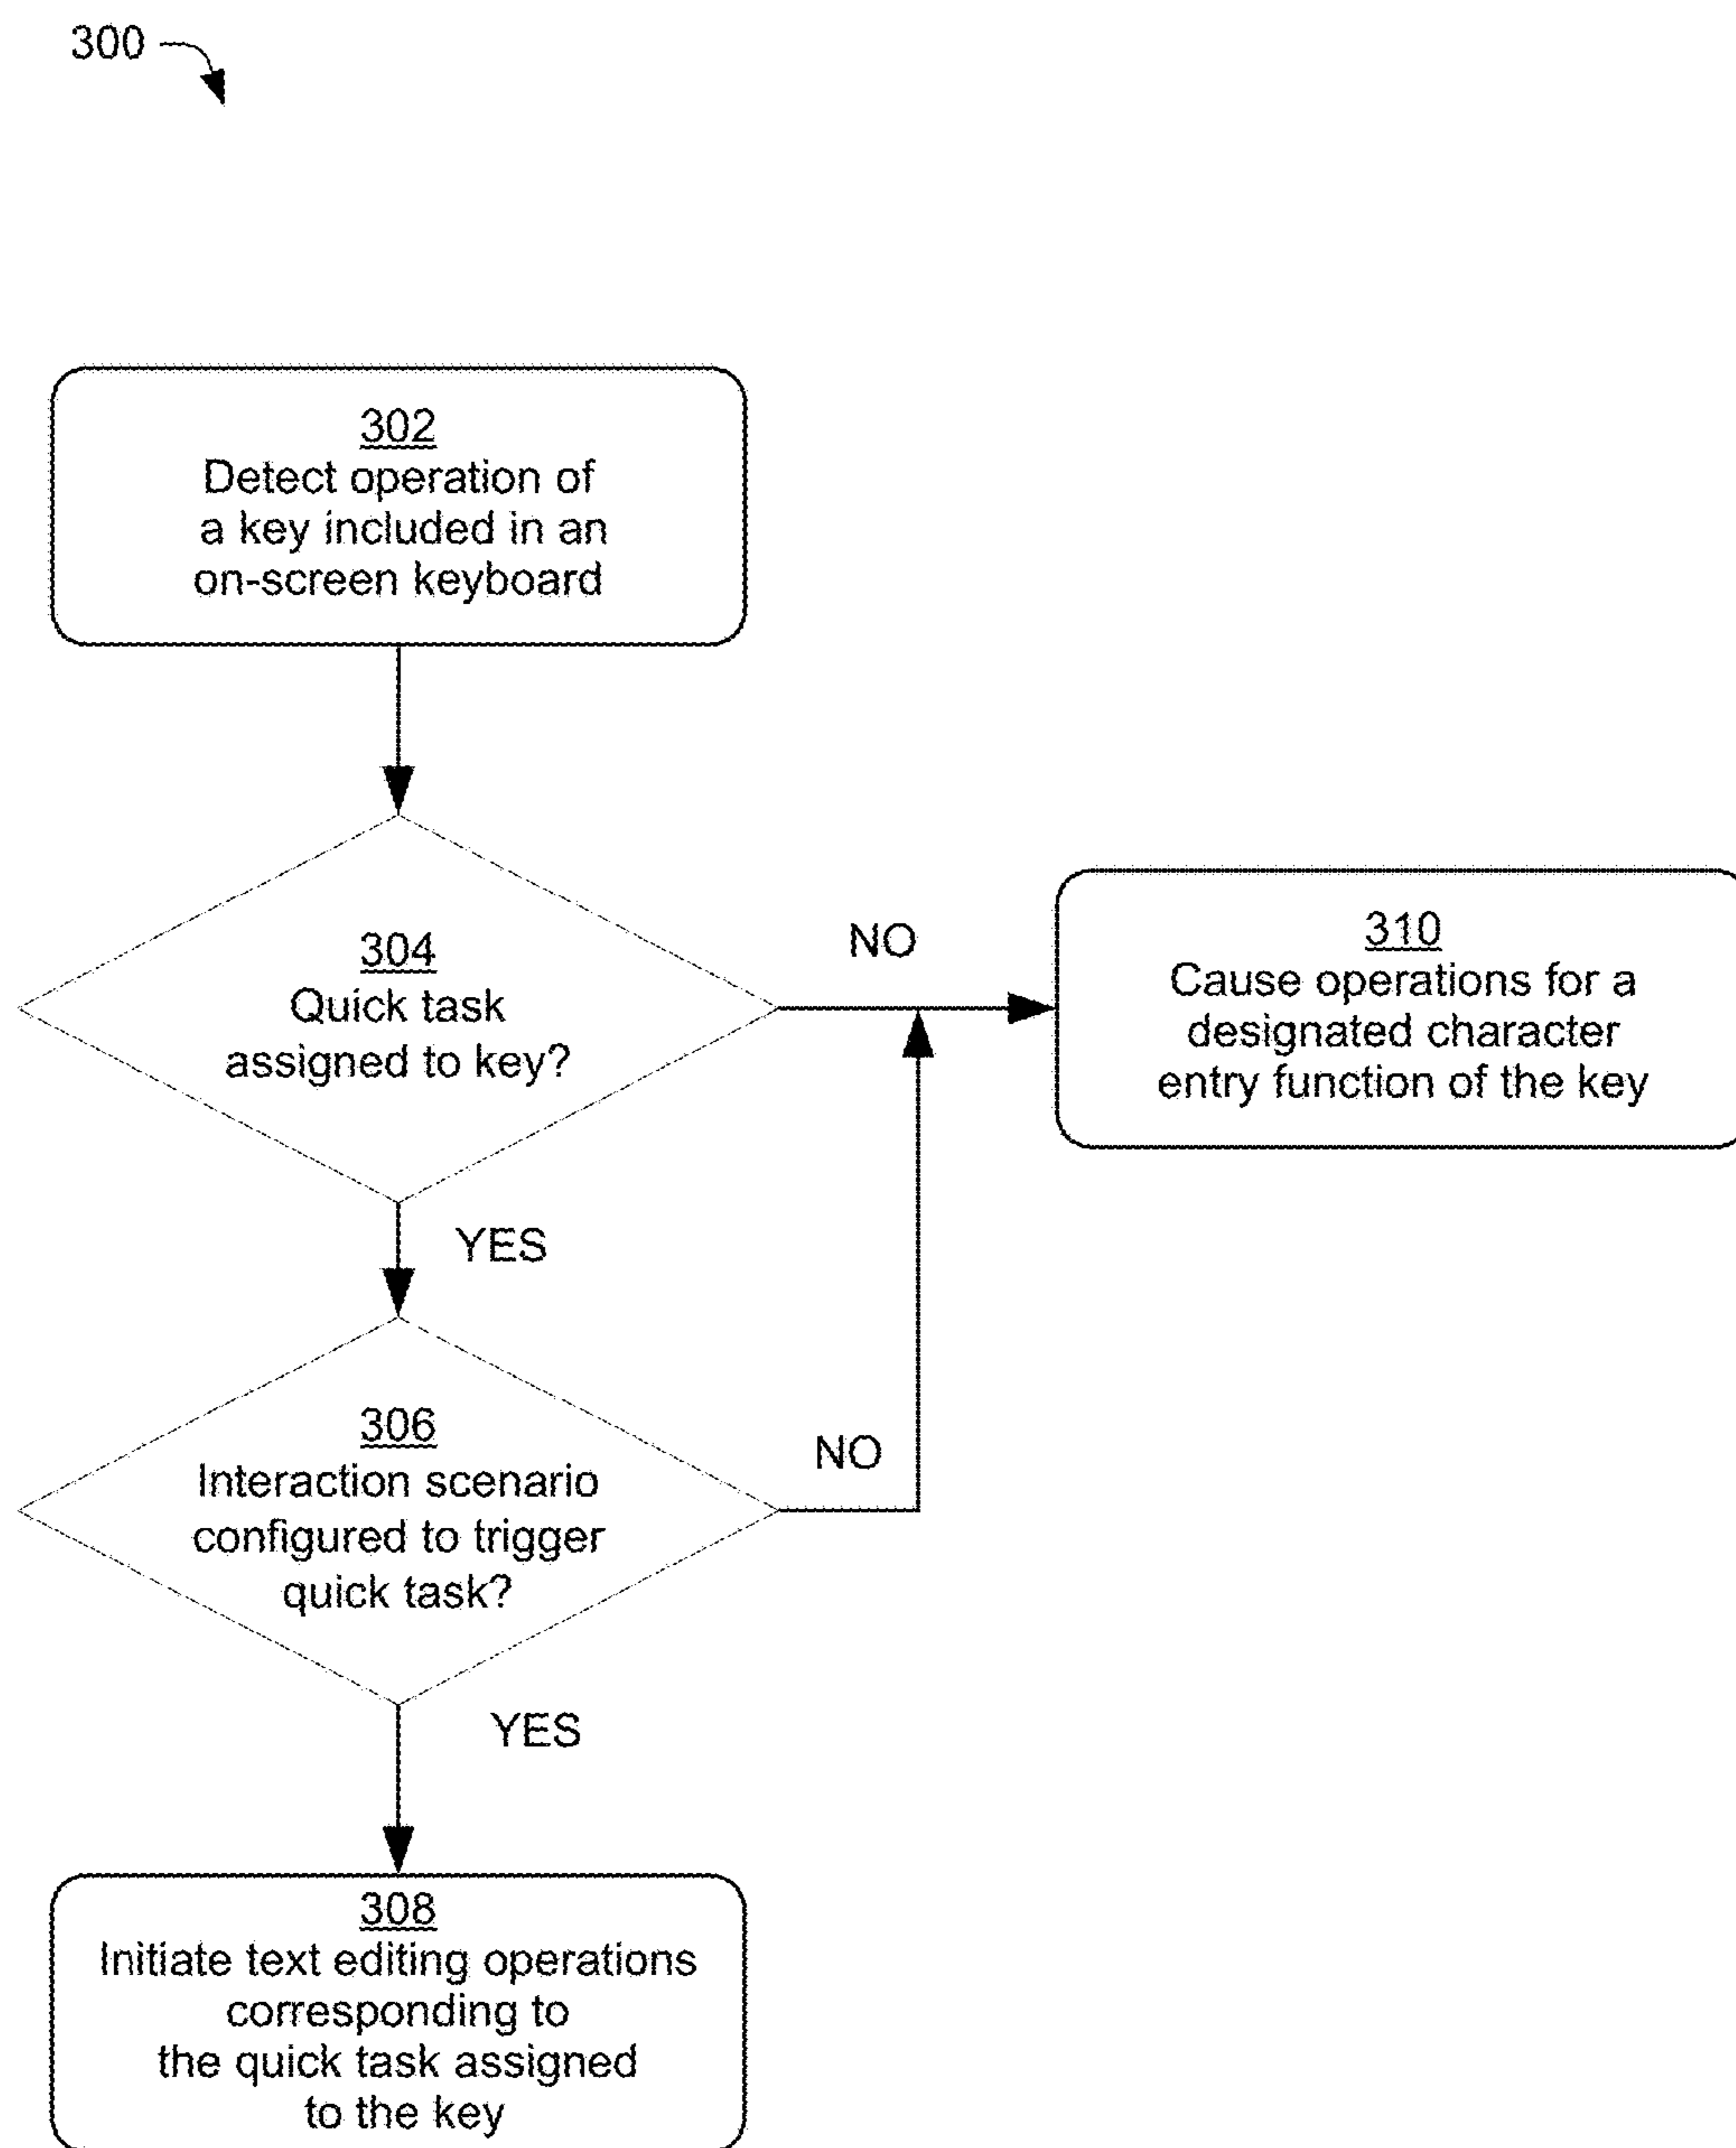 300
302
Detect operation of
a key included in an
on-screen keyboard
304
Quick task
assigned to key?
NO
310
Cause operations for a
designated character
entry function of the key
YES
306
Interaction scenario
configured to trigger
quick task?
NO
YES
308
Initiate text editing operations
corresponding to
the quick task assigned
to the key